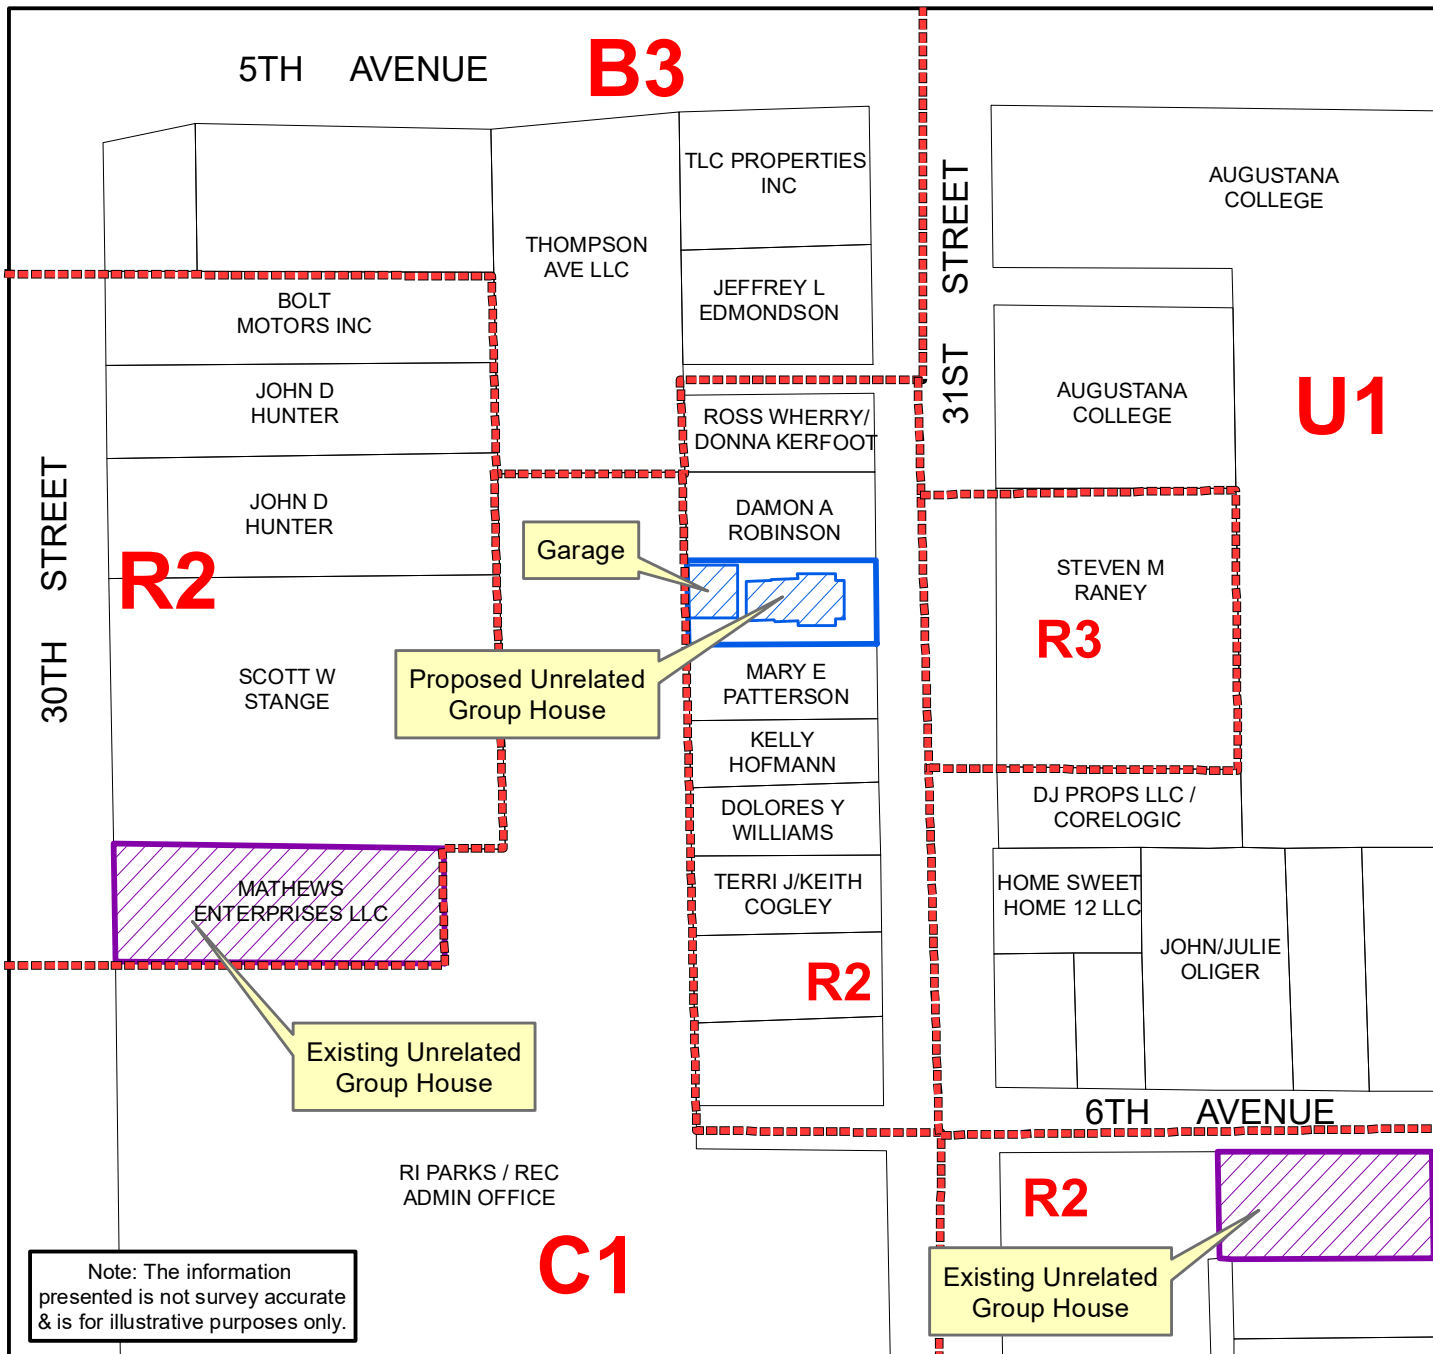 5TH AVENUE
B3
TLC PROPERTIES
INC
AUGUSTANA
COLLEGE
THOMPSON
AVE LLC
31ST STREET
JEFFREY L
EDMONDSON
BOLT
MOTORS INC
JOHN D
HUNTER
ROSS WHERRY/
DONNA KERFOOT
AUGUSTANA
COLLEGE
U1
30TH STREET
JOHN D
HUNTER
DAMON A
ROBINSON
Garage
R2
STEVEN M
RANEY
R3
SCOTT W
STANGE
Proposed Unrelated
Group House
MARY E
PATTERSON
KELLY
HOFMANN
DOLORES Y
WILLIAMS
DJ PROPS LLC /
CORELOGIC
MATHEWS
ENTERPRISES LLC
TERRI J/KEITH
COGLEY
HOME SWEET
HOME 12 LLC
JOHN/JULIE
OLIGER
R2
Existing Unrelated
Group House
6TH AVENUE
RI PARKS / REC
ADMIN OFFICE
R2
C1
Existing Unrelated
Group House
Note: The information
presented is not survey accurate
& is for illustrative purposes only.